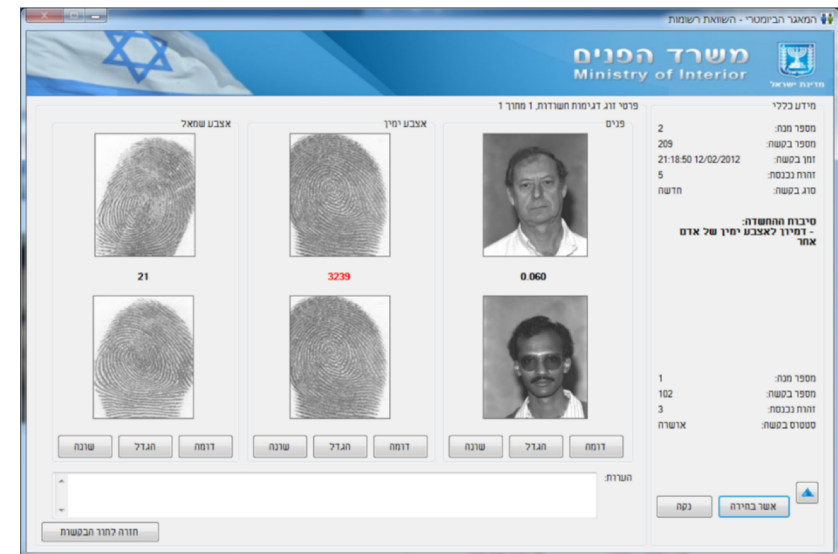 המאגר הביומטרי - השוואת רשומות
משרד הפנים
Ministry of Interior
מדינת ישראל
מידע כללי
מספר מנה: 2
מספר בקשה: 209
זמן בקשה: 21:18:50 12/02/2012
זהות נכנסת: 5
סוג בקשה: חדשה
סיבות ההחשדה:
- דמיון לאצבע ימין של אדם
אחר
מספר מנה: 1
מספר בקשה: 102
זהות נכנסת: 3
סטטוס בקשה: אושרה
אשר בחירה
נקה
פרטי זוג דגימות חשודות, 1 מתוך 1
פנים
אצבע ימין
אצבע שמאל
0.060
3239
21
דומה
הגדל
שונה
דומה
הגדל
שונה
דומה
הגדל
שונה
הערות:
חזרה לתור הבקשות